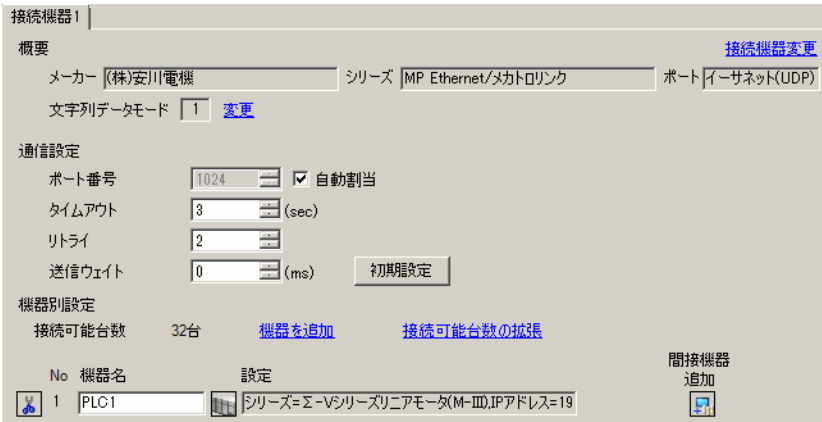 接続機器1
概要
接続機器変更
メーカー (株)安川電機 シリーズ MP Ethernet/メカトロリンク ポート イーサネット(UDP)
文字列データモード 1 変更
通信設定
ポート番号 1024 自動割当
タイムアウト 3 (sec)
リトライ 2
送信ウェイト 0 (ms) 初期設定
機器別設定
接続可能台数 32台 機器を追加 接続可能台数の拡張
間接機器
No 機器名 設定 追加
1 PLC1 シリーズ=Σ-Vシリーズリニアモータ(M-Ⅲ),IPアドレス=19